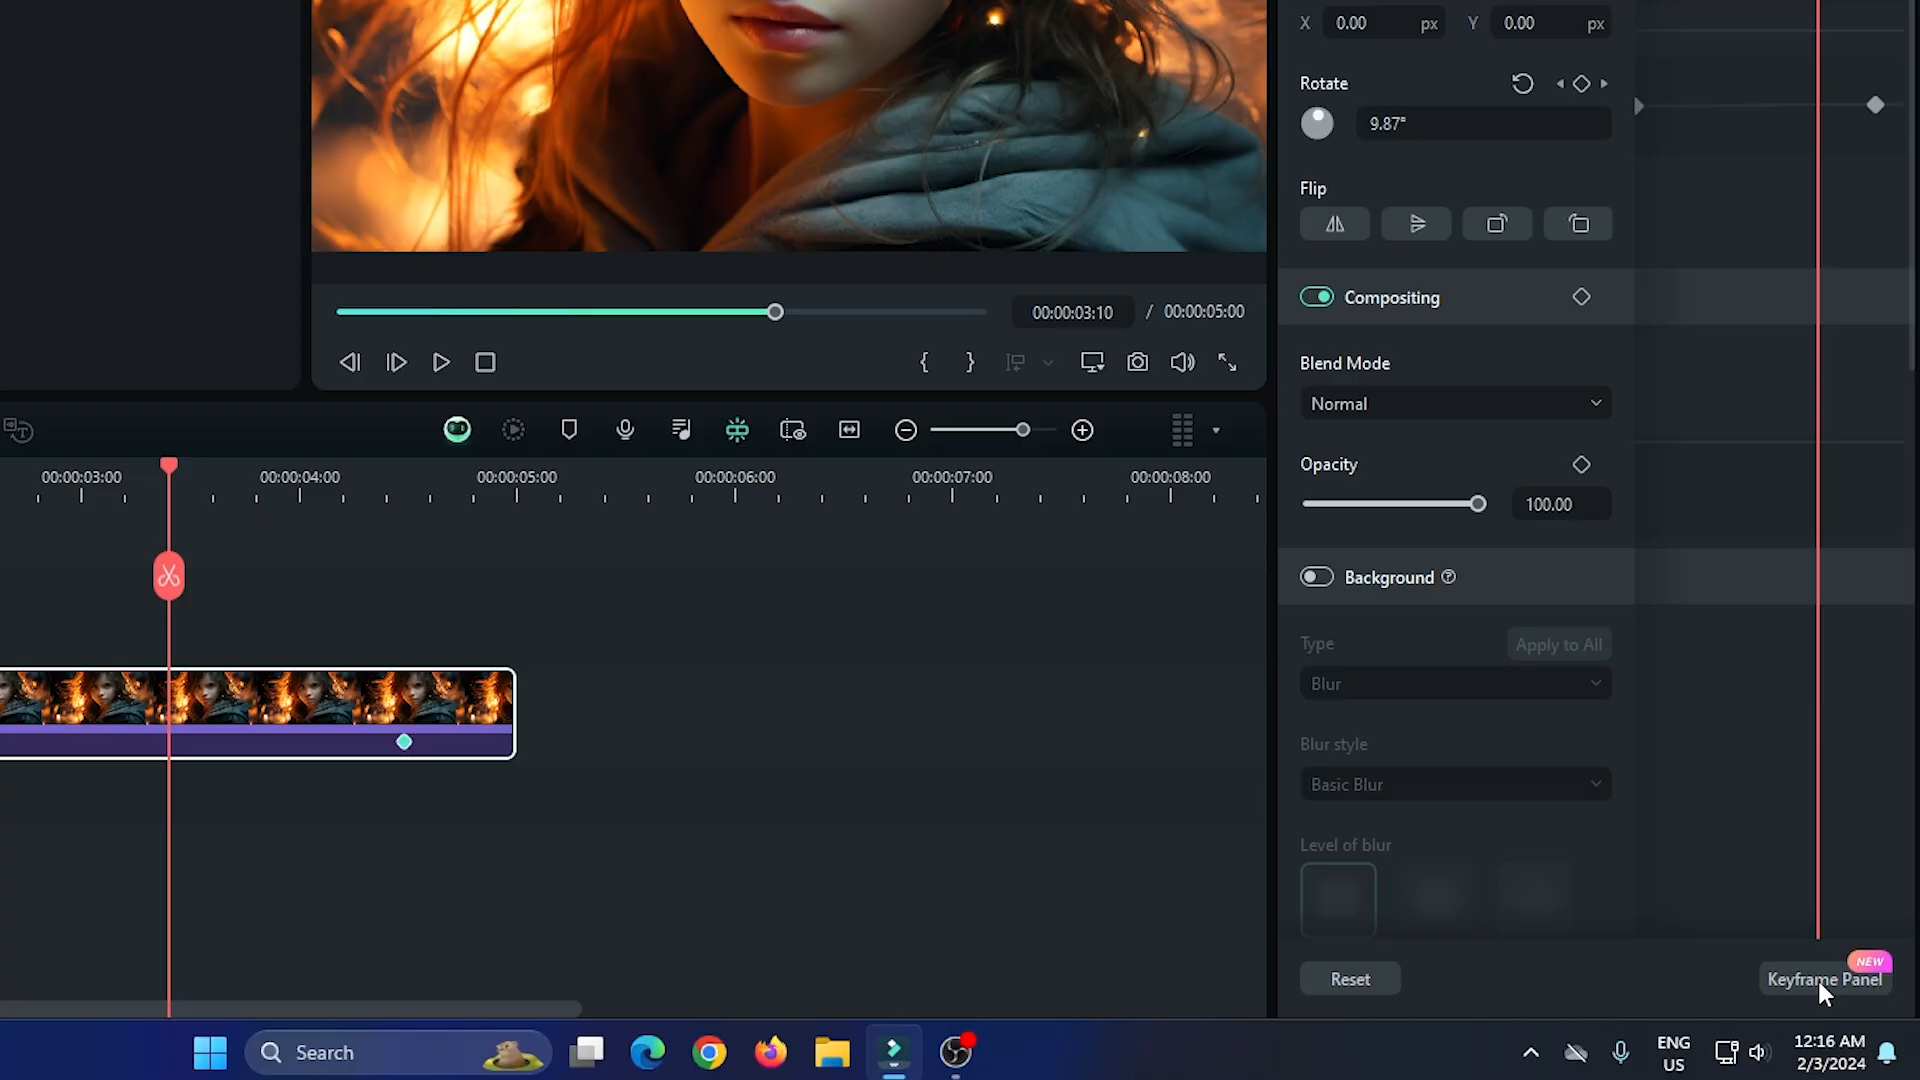 X 0.00 px Y 0.00 px
Rotate
9.87°
Flip
Compositing
00:00:03:10 / 00:00:05:00
Blend Mode
Normal
Opacity
100.00
00:00:03:00 00:00:04:00 00:00:05:00 00:00:06:00 00:00:07:00 00:00:08:00
Background
Type Apply to All
Blur
Blur style
Basic Blur
Level of blur
NEW
Reset Keyframe Panel
Search
ENG
US
12:16 AM
2/3/2024